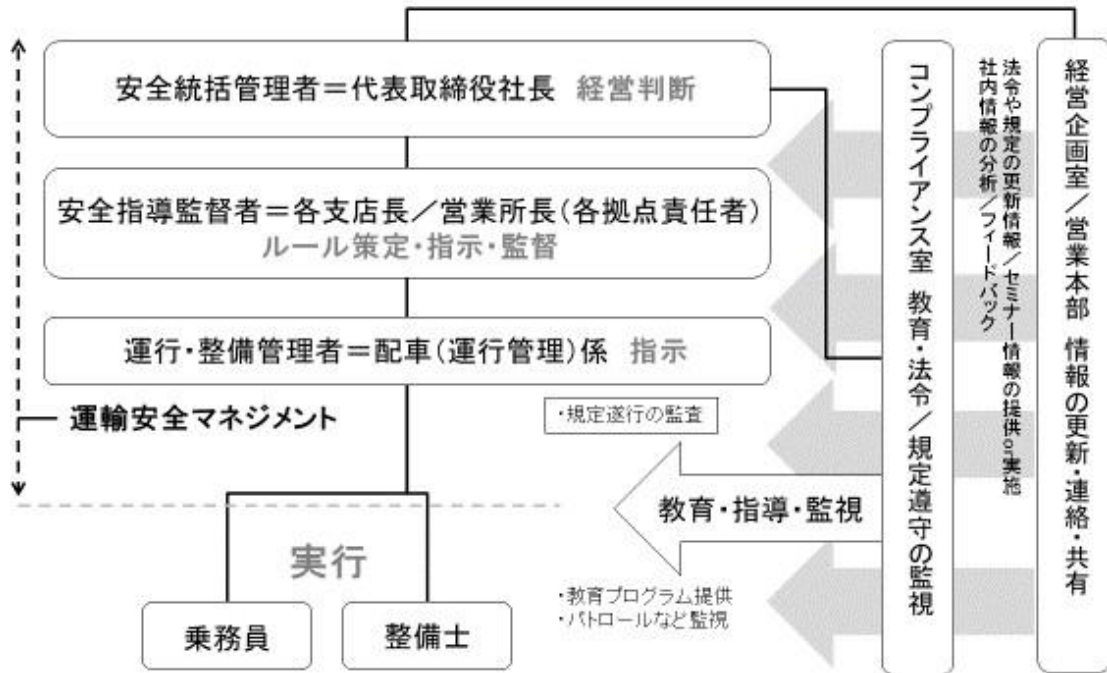 安全統括管理者=代表取締役社長 経営判断
安全指導監督者=各支店長/営業所長(各拠点責任者)
ルール策定・指示・監督
運行・整備管理者=配車(運行管理)係 指示
運輸安全マネジメント
・規定遂行の監査
教育・指導・監視
・教育プログラム提供
・パトロールなど監視
実行
乗務員
整備士
コンプライアンス室 教育・法令/規定遵守の監視
法令や規定の更新情報/セミナー情報の提供or実施
社内情報の分析/フィードバック
経営企画室/営業本部 情報の更新・連絡・共有